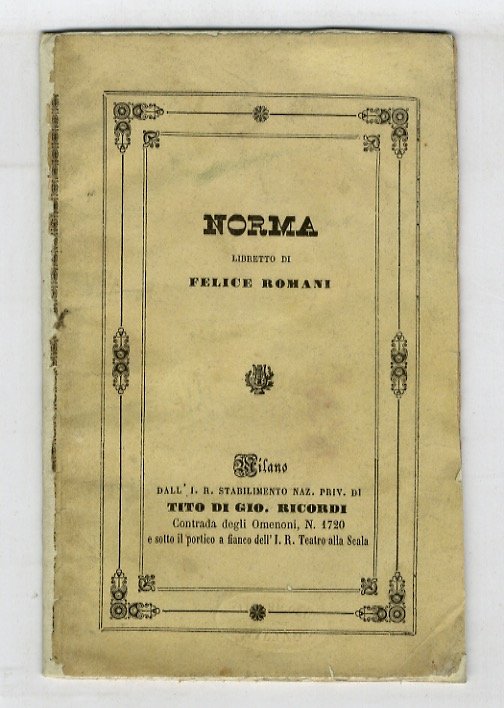 NORMA
LIBRETTO DI
FELICE ROMANI
Milano
DALL' I. R. STABILIMENTO NAZ. PRIV. DI
TITO DI GIO. RICORDI
Contrada degli Omenoni, N. 1720
e sotto il portico a fianco dell' I. R. Teatro alla Scala